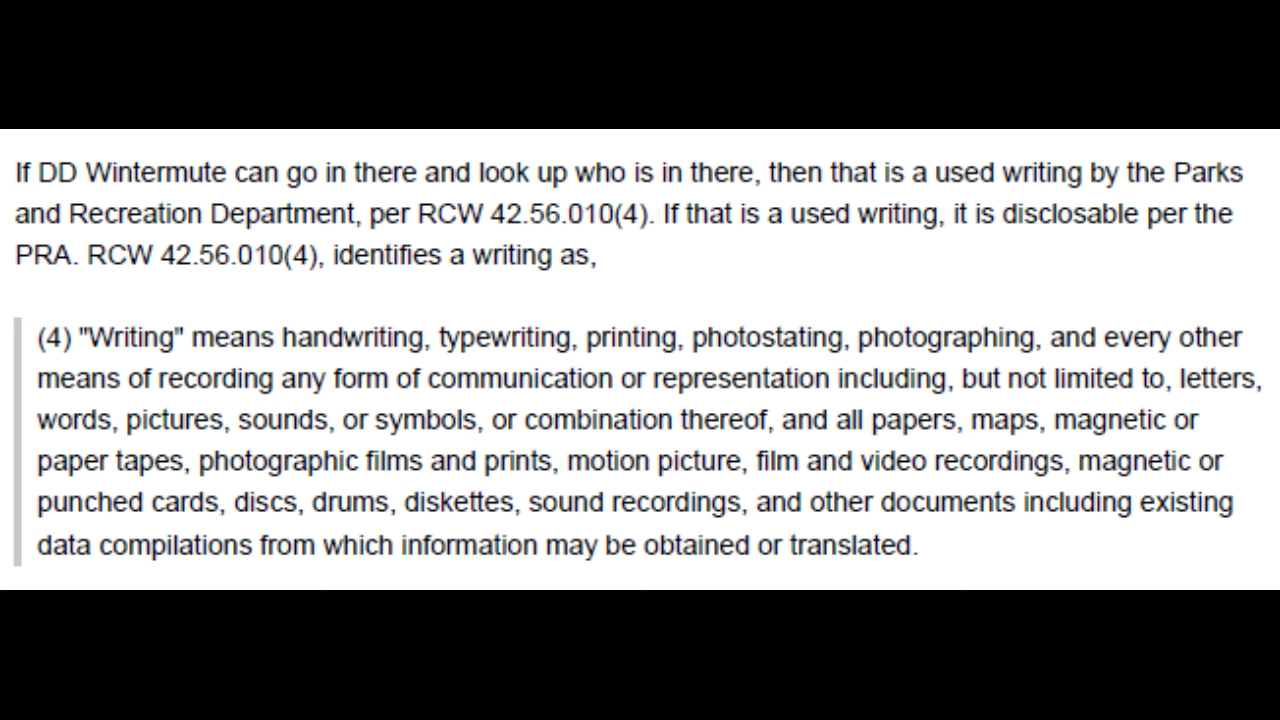 If DD Wintermute can go in there and look up who is in there, then that is a used writing by the Parks
and Recreation Department, per RCW 42.56.010(4). If that is a used writing, it is disclosable per the
PRA. RCW 42.56.010(4), identifies a writing as,
(4) "Writing" means handwriting, typewriting, printing, photostating, photographing, and every other
means of recording any form of communication or representation including, but not limited to, letters,
words, pictures, sounds, or symbols, or combination thereof, and all papers, maps, magnetic or
paper tapes, photographic films and prints, motion picture, film and video recordings, magnetic or
punched cards, discs, drums, diskettes, sound recordings, and other documents including existing
data compilations from which information may be obtained or translated.